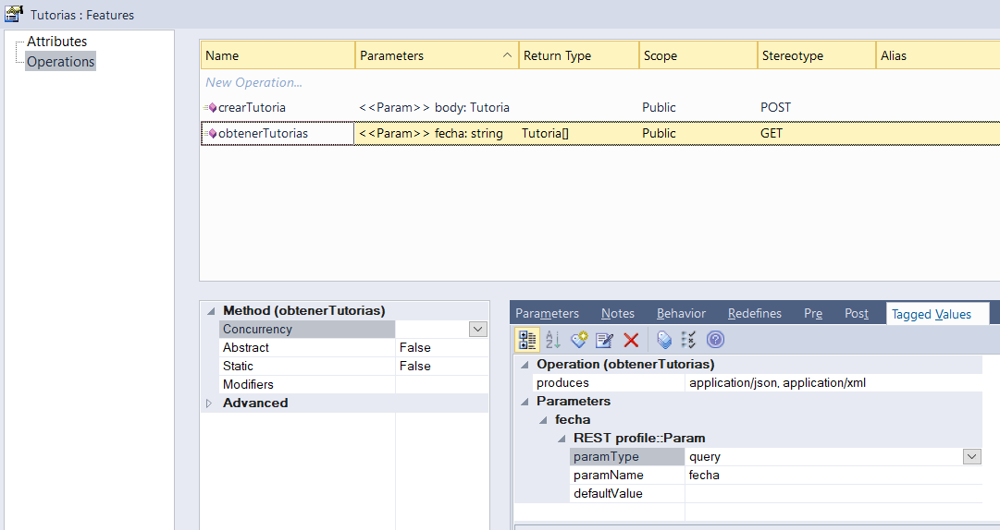 Tutorias : Features
Attributes
Operations
Name Parameters Return Type Scope Stereotype Alias
New Operation...
crearTutoria <<Param>> body: Tutoria Public POST
obtenerTutorias <<Param>> fecha: string Tutoria[] Public GET
Method (obtenerTutorias)
Concurrency
Abstract False
Static False
Modifiers
Advanced
Parameters Notes Behavior Redefines Pre Post Tagged Values
Operation (obtenerTutorias)
produces application/json, application/xml
Parameters
fecha
REST profile::Param
paramType query
paramName fecha
defaultValue